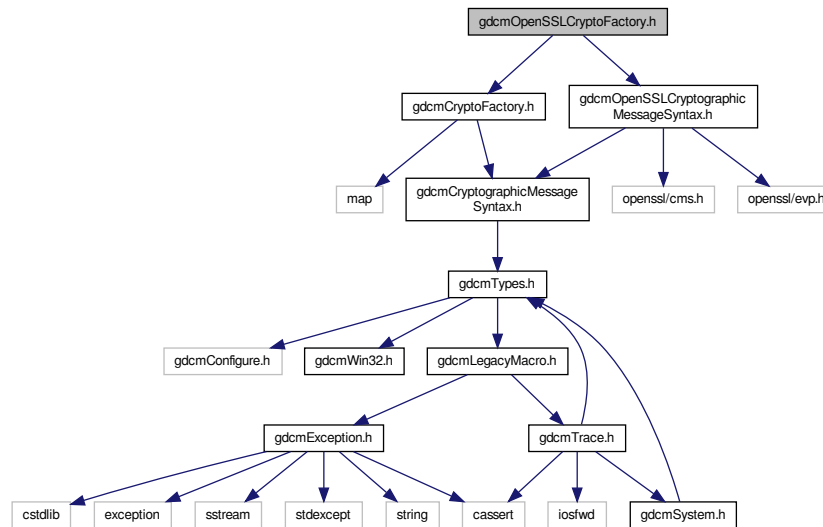 gdcmOpenSSLCryptoFactory.h
gdcmCryptoFactory.h
gdcmOpenSSLCryptographic
MessageSyntax.h
map
gdcmCryptographicMessage
Syntax.h
openssl/cms.h
openssl/evp.h
gdcmTypes.h
gdcmConfigure.h
gdcmWin32.h
gdcmLegacyMacro.h
gdcmException.h
gdcmTrace.h
cstdlib
exception
sstream
stdexcept
string
cassert
iosfwd
gdcmSystem.h